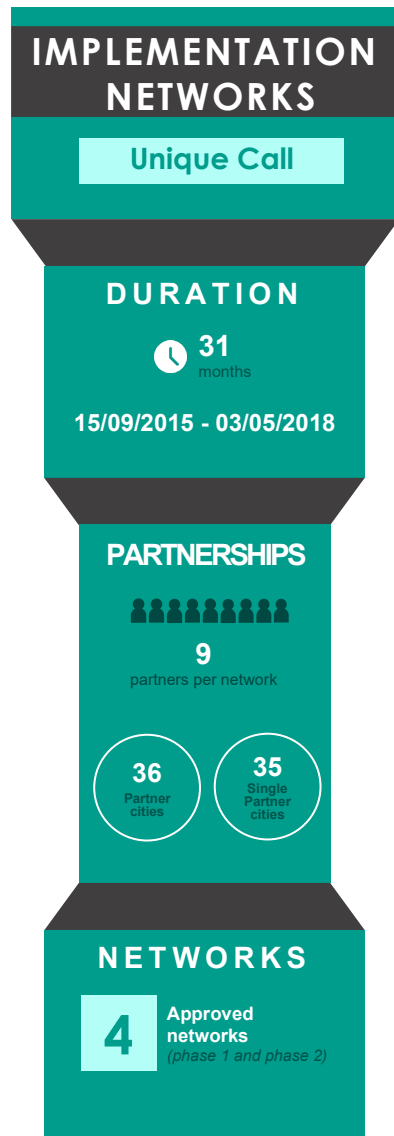 IMPLEMENTATION
NETWORKS
Unique Call
DURATION
31
months
15/09/2015 - 03/05/2018
PARTNERSHIPS
9
partners per network
36
Partner
cities
35
Single
Partner
cities
NETWORKS
4
Approved
networks
(phase 1 and phase 2)